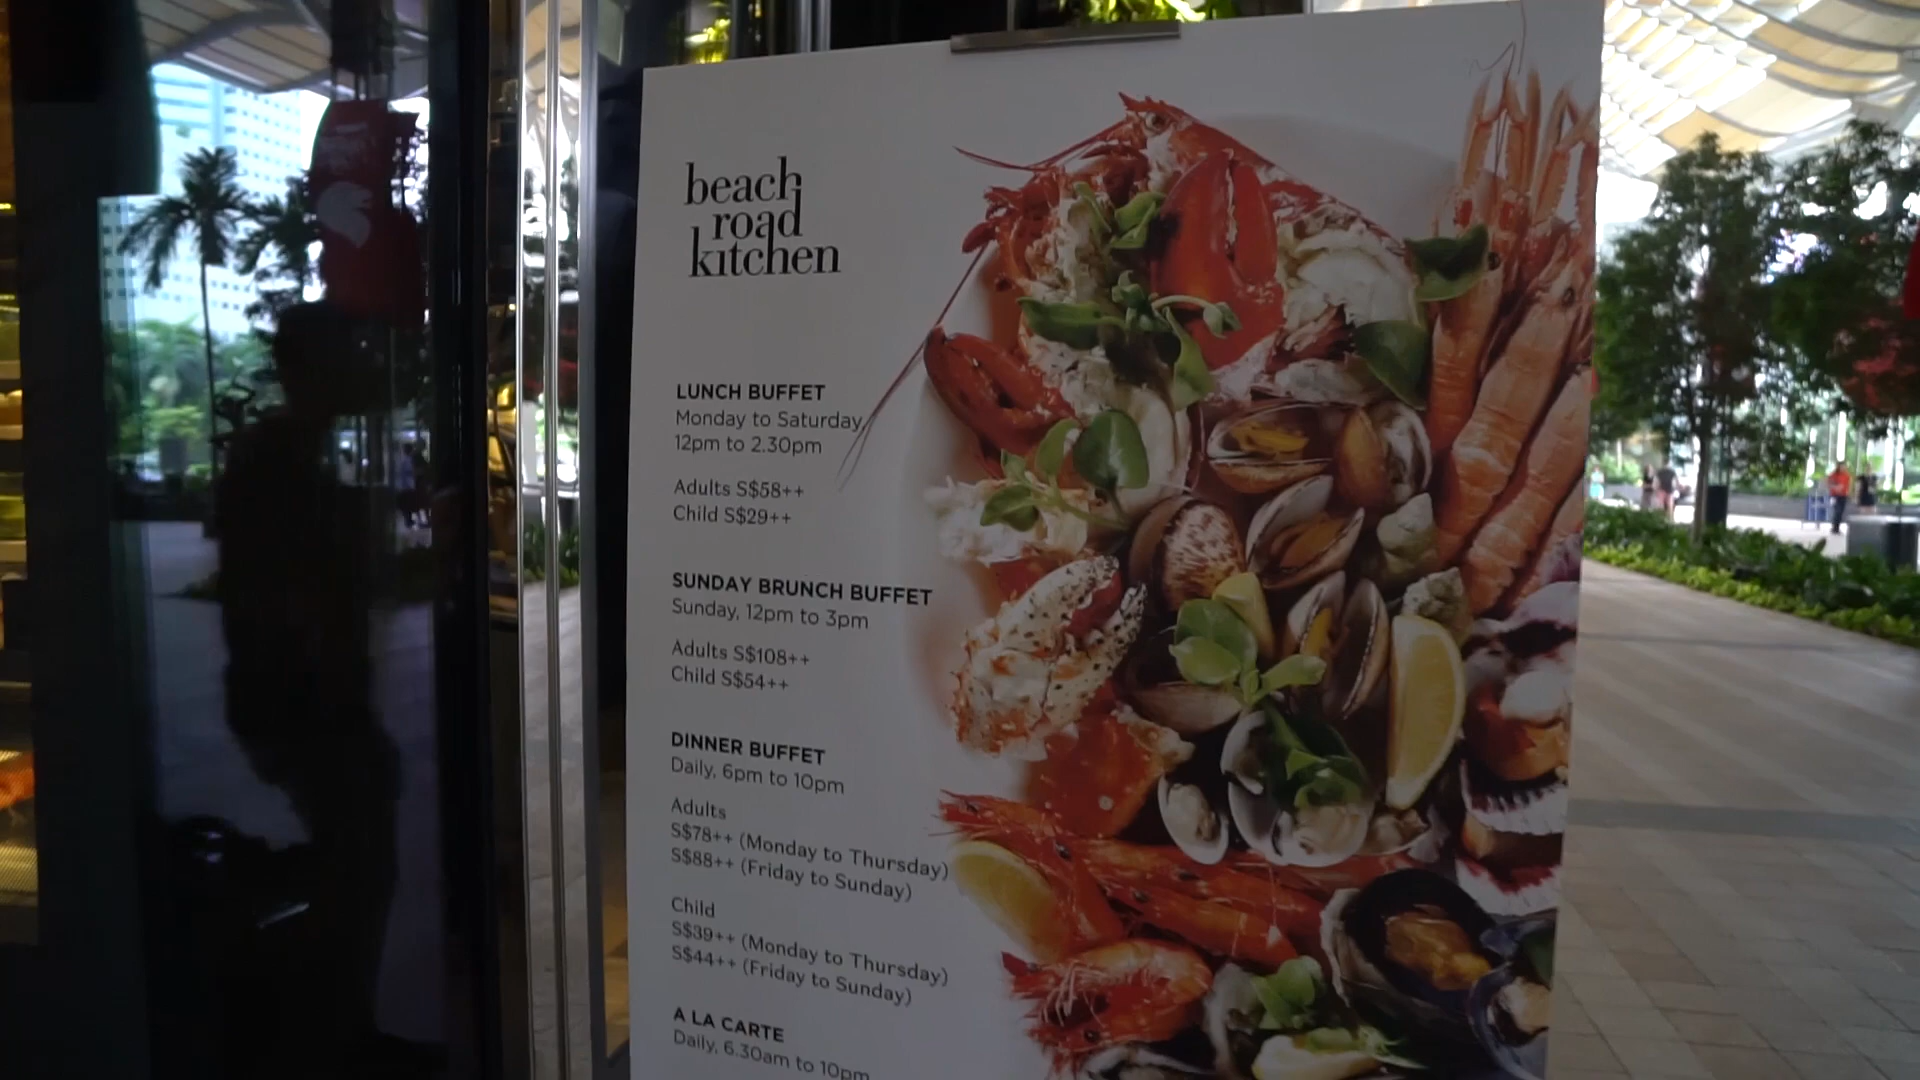 beach
road
kitchen
LUNCH BUFFET
Monday to Saturday,
12pm to 2.30pm
Adults S$58++
Child S$29++
SUNDAY BRUNCH BUFFET
Sunday, 12pm to 3pm
Adults S$108++
Child S$54++
DINNER BUFFET
Daily, 6pm to 10pm
Adults
S$78++ (Monday to Thursday)
S$88++ (Friday to Sunday)
Child
S$39++ (Monday to Thursday)
S$44++ (Friday to Sunday)
A LA CARTE
Daily, 6.30am to 10pm